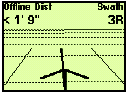 Offline Dist Swath
< 1' 9" 3R